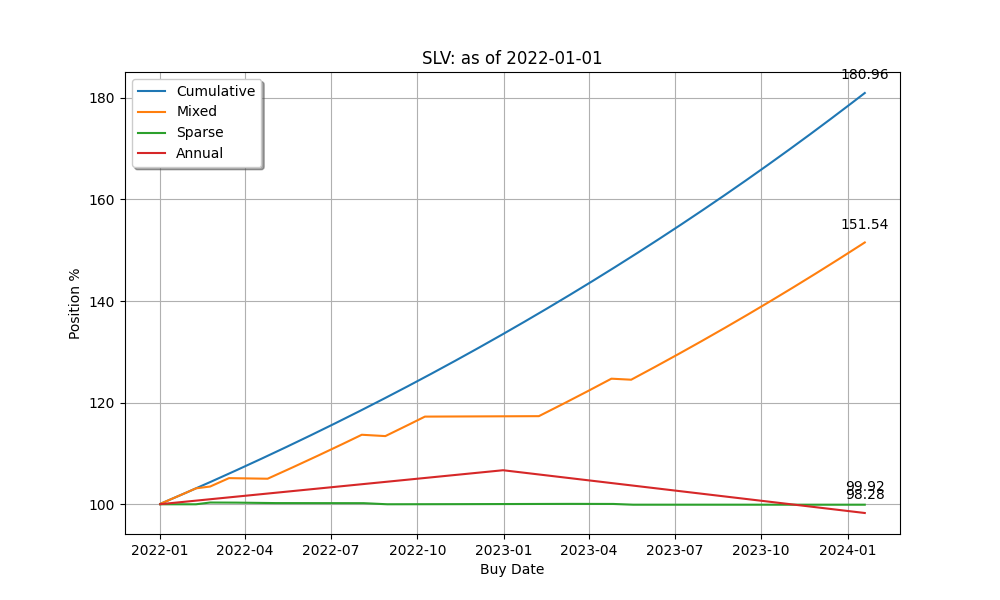 SLV: as of 2022-01-01
180.96
Cumulative
Mixed
Sparse
Annual
180
160
151.54
140
120
100
99.92
98.28
Position %
2022-01 2022-04 2022-07 2022-10 2023-01 2023-04 2023-07 2023-10 2024-01
Buy Date